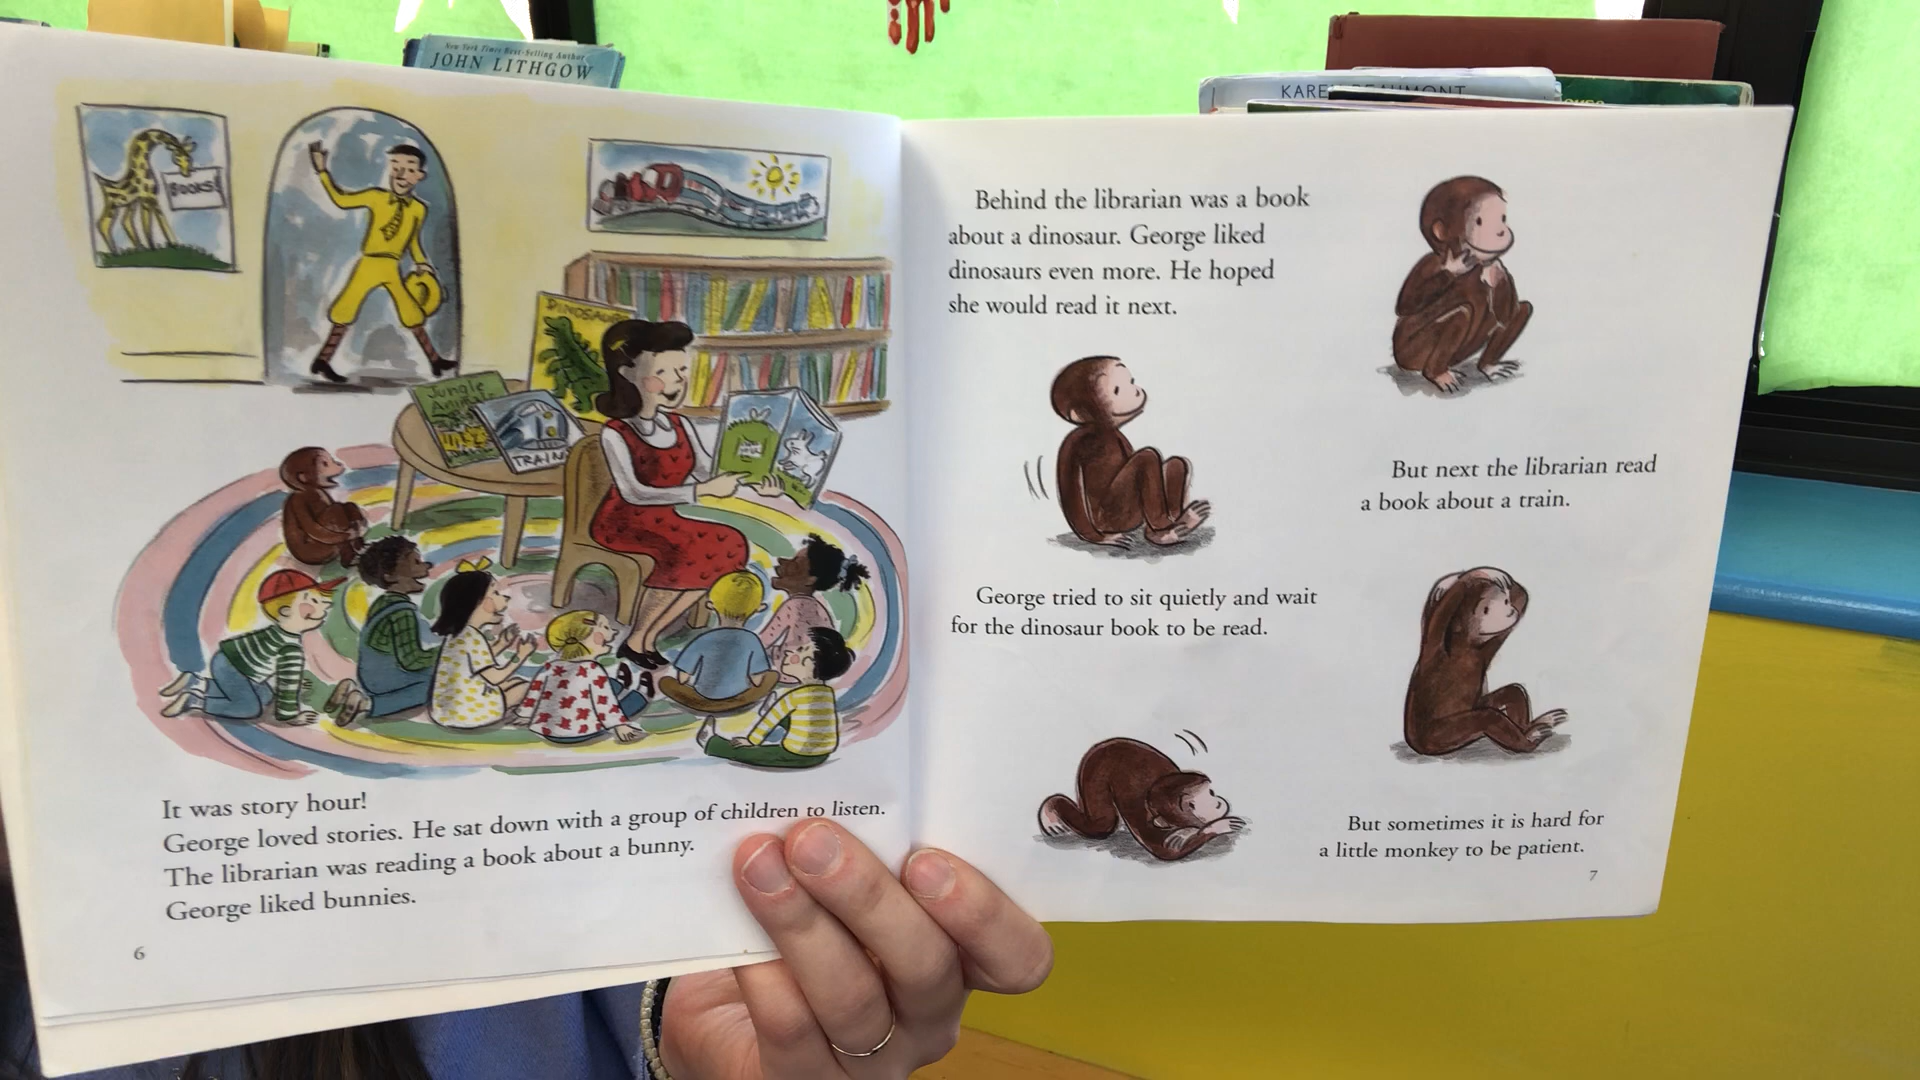 New York Times Best-Selling Author
JOHN LITHGOW
BOOKS!
DINOSAURS
Jungle
Animals
TRAIN
It was story hour!
George loved stories. He sat down with a group of children to listen.
The librarian was reading a book about a bunny.
George liked bunnies.
6
Behind the librarian was a book
about a dinosaur. George liked
dinosaurs even more. He hoped
she would read it next.
George tried to sit quietly and wait
for the dinosaur book to be read.
But next the librarian read
a book about a train.
But sometimes it is hard for
a little monkey to be patient.
7